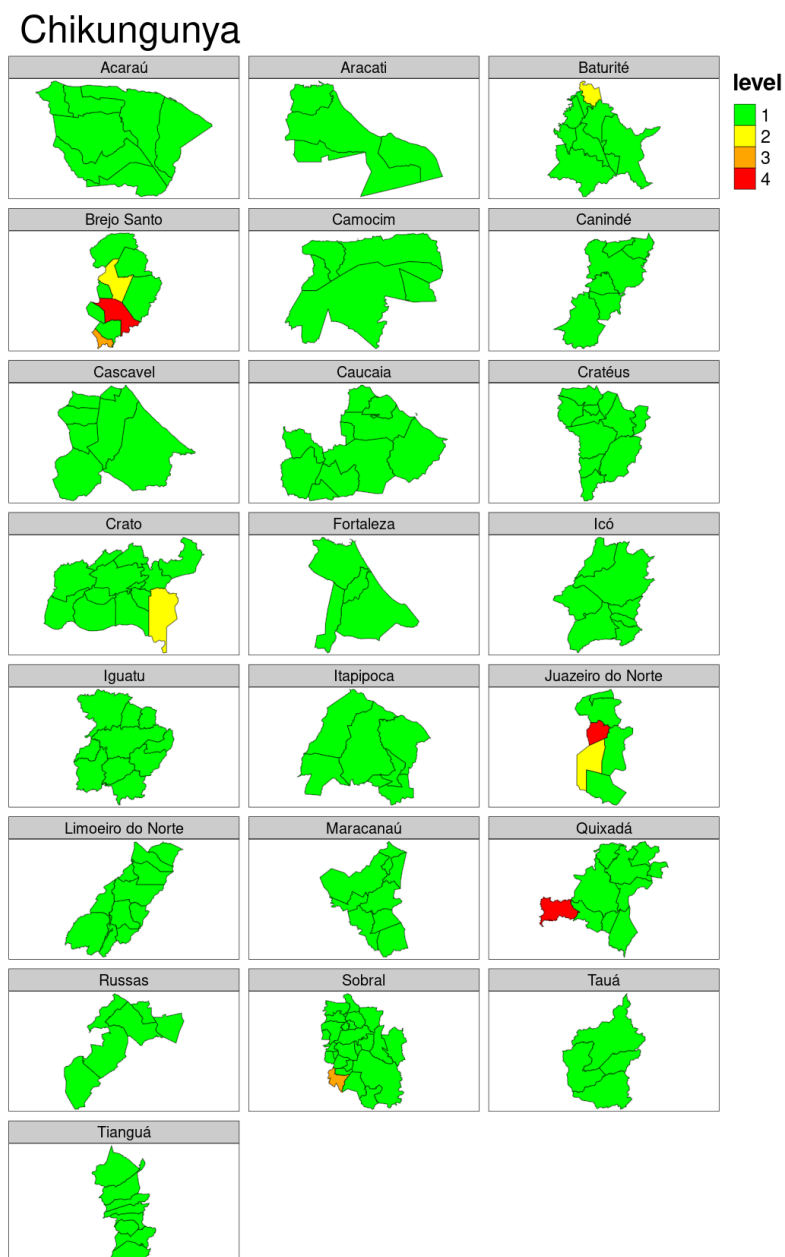 Chikungunya
Acaraú
Aracati
Baturité
level
1
2
3
4
Brejo Santo
Camocim
Canindé
Cascavel
Caucaia
Cratéus
Crato
Fortaleza
Icó
Iguatu
Itapipoca
Juazeiro do Norte
Limoeiro do Norte
Maracanaú
Quixadá
Russas
Sobral
Tauá
Tianguá